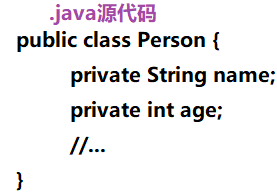 .java源代码
public class Person {
private String name;
private int age;
//...
}